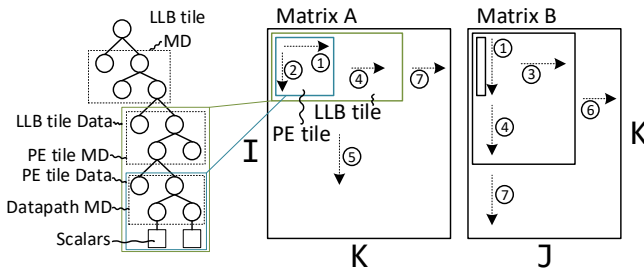 LLB tile
MD
LLB tile Data
PE tile MD
PE tile Data
Datapath MD
Scalars
Matrix A
1
2
4
7
LLB tile
PE tile
5
I
K
Matrix B
1
3
6
4
7
K
J